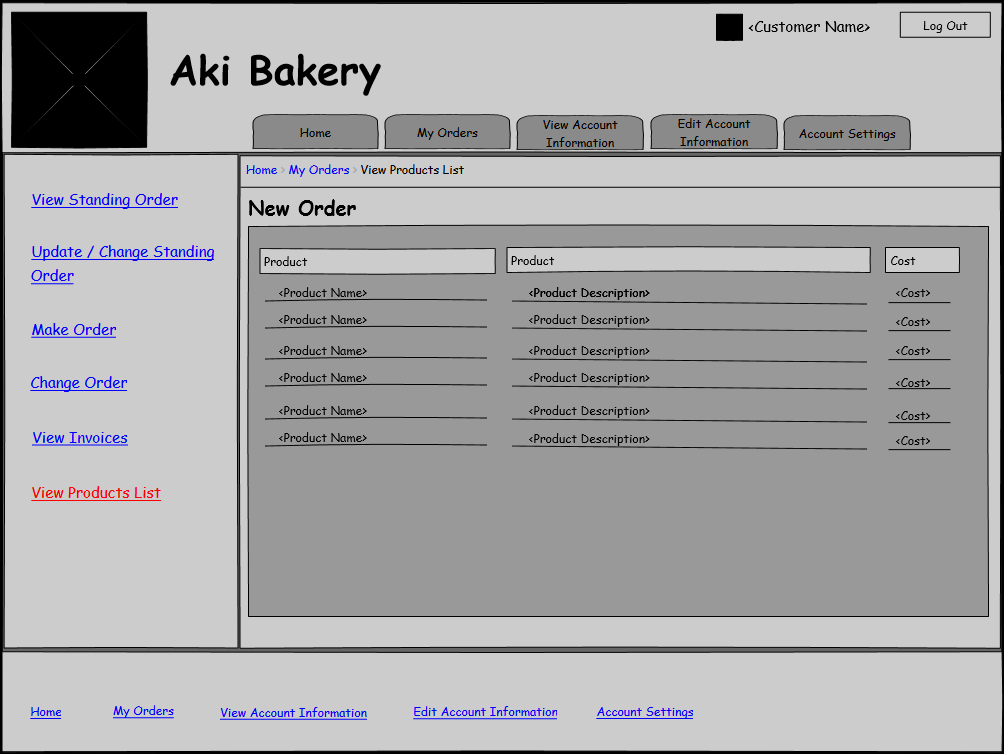 <Customer Name>
Log Out
Aki Bakery
Home
My Orders
View Account
Information
Edit Account
Information
Account Settings
View Standing Order
Update / Change Standing
Order
Make Order
Change Order
View Invoices
View Products List
Home > My Orders > View Products List
New Order
Product Product Cost
<Product Name> <Product Description> <Cost>
<Product Name> <Product Description> <Cost>
<Product Name> <Product Description> <Cost>
<Product Name> <Product Description> <Cost>
<Product Name> <Product Description> <Cost>
<Product Name> <Product Description> <Cost>
Home My Orders View Account Information Edit Account Information Account Settings